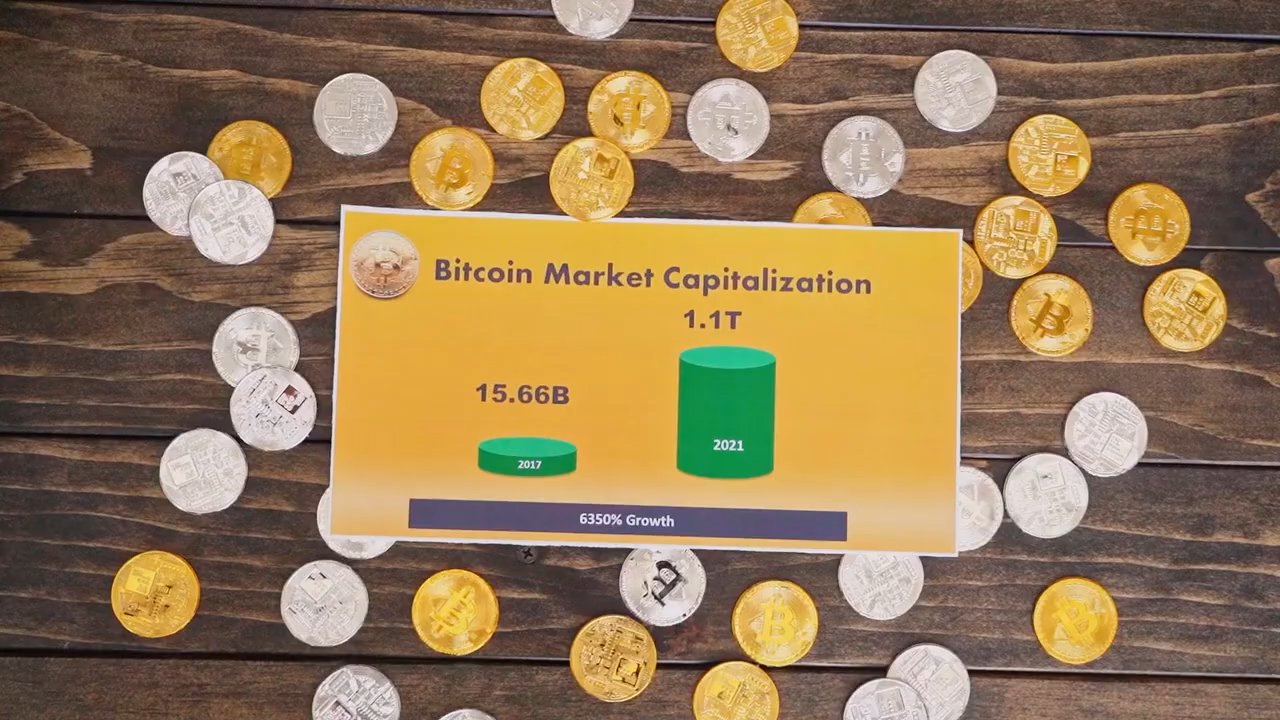 Bitcoin Market Capitalization
1.1T
15.66B
2021
2017
6350% Growth